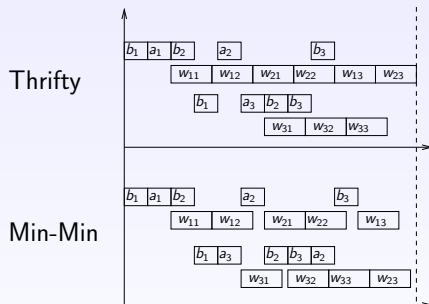 b1 a1 b2 a2 b3
Thrifty
w11 w12 w21 w22 w13 w23
b1 a3 b2 b3
w31 w32 w33
b1 a1 b2 a2 b3
w11 w12 w21 w22 w13
Min-Min
b1 a3 b2 b3 a2
w31 w32 w33 w23